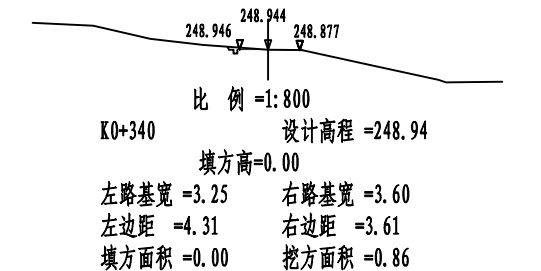 248.944
248.946 248.877
比 例 =1:800
K0+340 设计高程 =248.94
填方高=0.00
左路基宽 =3.25 右路基宽 =3.60
左边距 =4.31 右边距 =3.61
填方面积 =0.00 挖方面积 =0.86